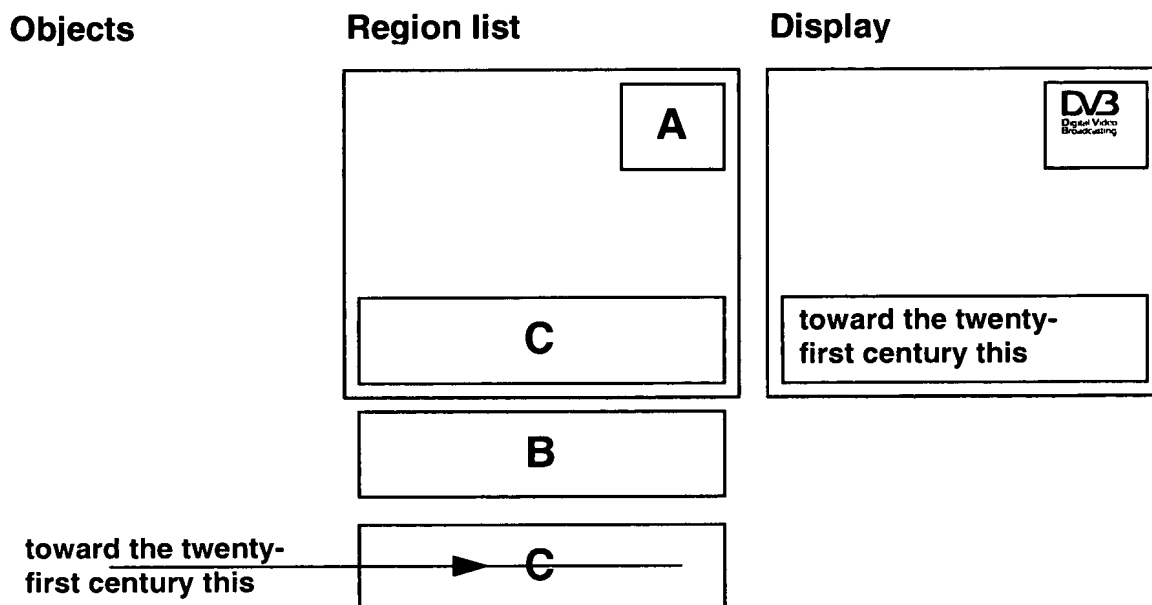 Objects
Region list
Display
A
DVB
Digital Video
Broadcasting
C
toward the twenty-
first century this
B
toward the twenty-
first century this
C